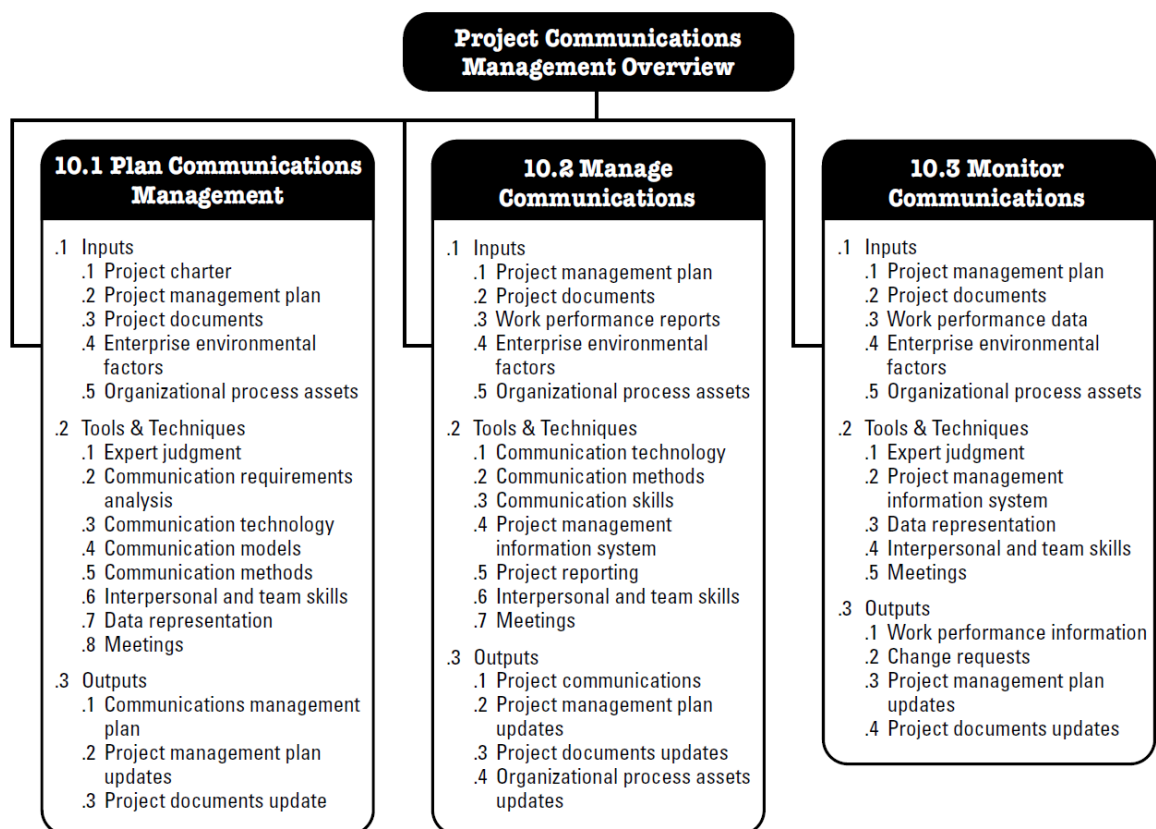 Project Communications
Management Overview
10.1 Plan Communications
Management
.1 Inputs
.1 Project charter
.2 Project management plan
.3 Project documents
.4 Enterprise environmental
factors
.5 Organizational process assets
.2 Tools & Techniques
.1 Expert judgment
.2 Communication requirements
analysis
.3 Communication technology
.4 Communication models
.5 Communication methods
.6 Interpersonal and team skills
.7 Data representation
.8 Meetings
.3 Outputs
.1 Communications management
plan
.2 Project management plan
updates
.3 Project documents update
10.2 Manage
Communications
.1 Inputs
.1 Project management plan
.2 Project documents
.3 Work performance reports
.4 Enterprise environmental
factors
.5 Organizational process assets
.2 Tools & Techniques
.1 Communication technology
.2 Communication methods
.3 Communication skills
.4 Project management
information system
.5 Project reporting
.6 Interpersonal and team skills
.7 Meetings
.3 Outputs
.1 Project communications
.2 Project management plan
updates
.3 Project documents updates
.4 Organizational process assets
updates
10.3 Monitor
Communications
.1 Inputs
.1 Project management plan
.2 Project documents
.3 Work performance data
.4 Enterprise environmental
factors
.5 Organizational process assets
.2 Tools & Techniques
.1 Expert judgment
.2 Project management
information system
.3 Data representation
.4 Interpersonal and team skills
.5 Meetings
.3 Outputs
.1 Work performance information
.2 Change requests
.3 Project management plan
updates
.4 Project documents updates